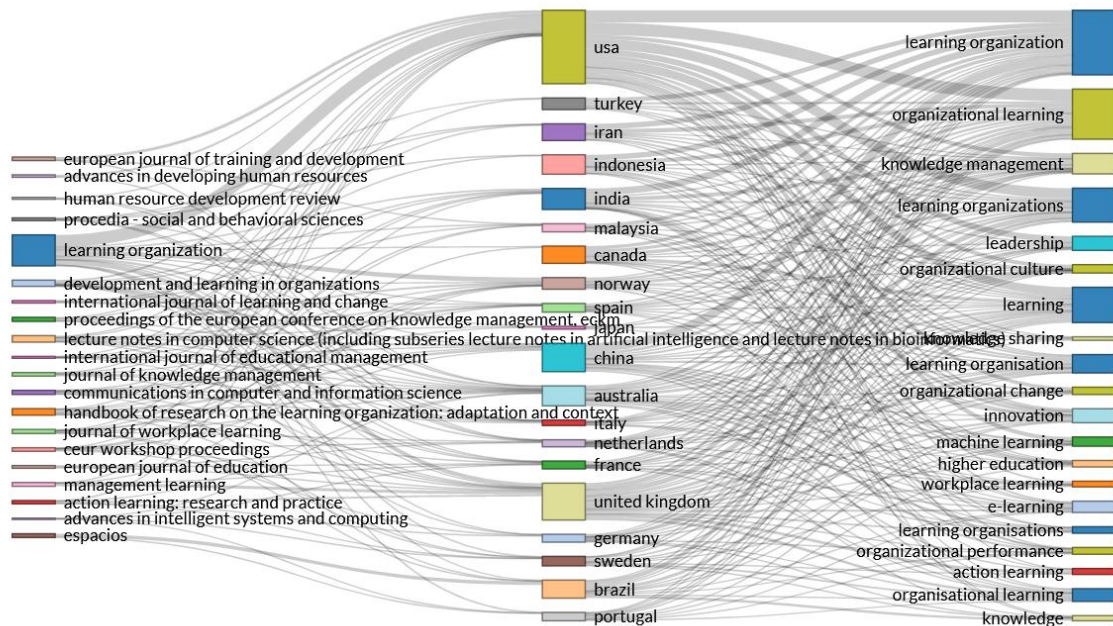 european journal of training and development
advances in developing human resources
human resource development review
procedia - social and behavioral sciences
learning organization
development and learning in organizations
international journal of learning and change
proceedings of the european conference on knowledge management, eckm
lecture notes in computer science (including subseries lecture notes in artificial intelligence and lecture notes in bioinformatics)
international journal of educational management
journal of knowledge management
communications in computer and information science
handbook of research on the learning organization: adaptation and context
journal of workplace learning
ceur workshop proceedings
european journal of education
management learning
action learning: research and practice
advances in intelligent systems and computing
espacios
usa
turkey
iran
indonesia
india
malaysia
canada
norway
spain
japan
china
australia
italy
netherlands
france
united kingdom
germany
sweden
brazil
portugal
learning organization
organizational learning
knowledge management
learning organizations
leadership
organizational culture
learning
knowledge sharing
learning organisation
organizational change
innovation
machine learning
higher education
workplace learning
e-learning
learning organisations
organizational performance
action learning
organisational learning
knowledge